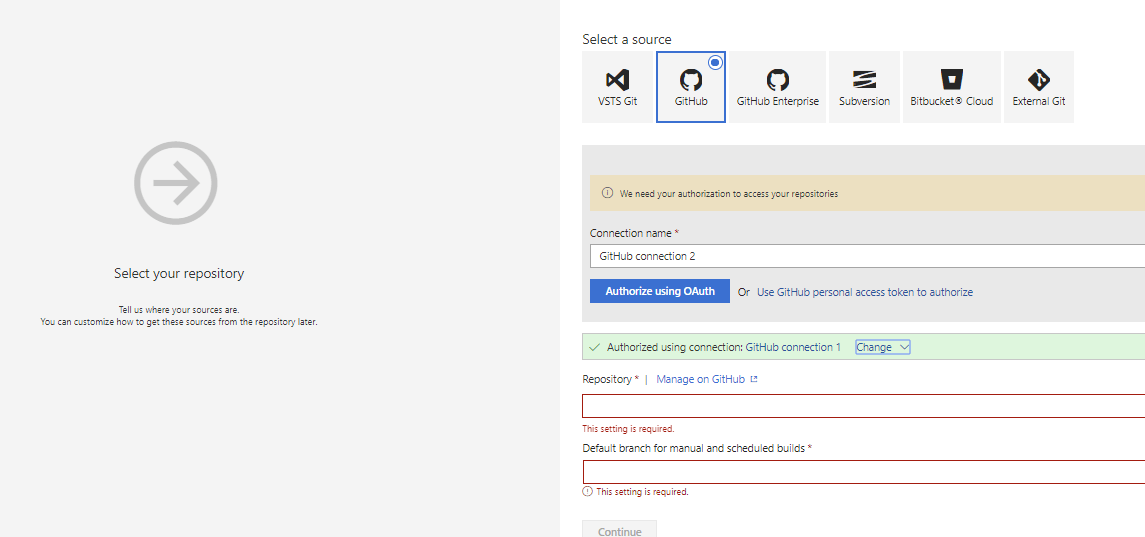 Select a source
VSTS Git
GitHub
GitHub Enterprise
Subversion
Bitbucket® Cloud
External Git
Select your repository
Tell us where your sources are.
You can customize how to get these sources from the repository later.
We need your authorization to access your repositories
Connection name *
GitHub connection 2
Authorize using OAuth Or Use GitHub personal access token to authorize
Authorized using connection: GitHub connection 1 Change
Repository * | Manage on GitHub
This setting is required.
Default branch for manual and scheduled builds *
This setting is required.
Continue